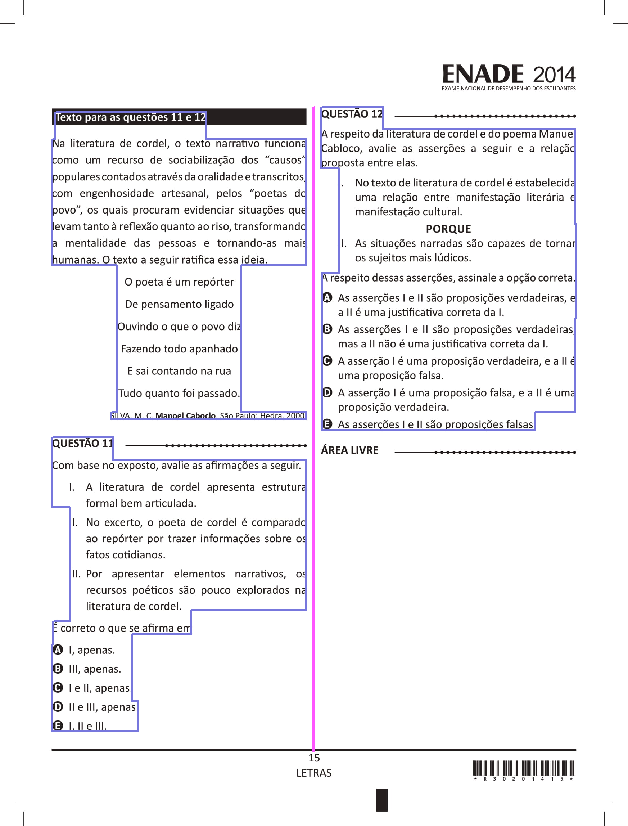 ENADE 2014
EXAME NACIONAL DE DESEMPENHO DOS ESTUDANTES
Texto para as questões 11 e 12
Na literatura de cordel, o texto narrativo funciona
como um recurso de sociabilização dos “causos”
populares contados através da oralidade e transcritos,
com engenhosidade artesanal, pelos “poetas do
povo”, os quais procuram evidenciar situações que
levam tanto à reflexão quanto ao riso, transformando
a mentalidade das pessoas e tornando-as mais
humanas. O texto a seguir ratifica essa ideia.
O poeta é um repórter
De pensamento ligado
Ouvindo o que o povo diz
Fazendo todo apanhado
E sai contando na rua
Tudo quanto foi passado.
SILVA, M. C. Manoel Caboclo. São Paulo: Hedra, 2000.
QUESTÃO 11
Com base no exposto, avalie as afirmações a seguir.
I. A literatura de cordel apresenta estrutura
formal bem articulada.
I. No excerto, o poeta de cordel é comparado
ao repórter por trazer informações sobre os
fatos cotidianos.
II. Por apresentar elementos narrativos, os
recursos poéticos são pouco explorados na
literatura de cordel.
É correto o que se afirma em
A I, apenas.
B III, apenas.
C I e II, apenas
D II e III, apenas
E I, II e III.
QUESTÃO 12
A respeito da literatura de cordel e do poema Manuel
Cabloco, avalie as asserções a seguir e a relação
proposta entre elas.
. No texto de literatura de cordel é estabelecida
uma relação entre manifestação literária e
manifestação cultural.
PORQUE
I. As situações narradas são capazes de tornar
os sujeitos mais lúdicos.
A respeito dessas asserções, assinale a opção correta.
A As asserções I e II são proposições verdadeiras, e
a II é uma justificativa correta da I.
B As asserções I e II são proposições verdadeiras,
mas a II não é uma justificativa correta da I.
C A asserção I é uma proposição verdadeira, e a II é
uma proposição falsa.
D A asserção I é uma proposição falsa, e a II é uma
proposição verdadeira.
E As asserções I e II são proposições falsas
ÁREA LIVRE
15
LETRAS
*R3020141 5*